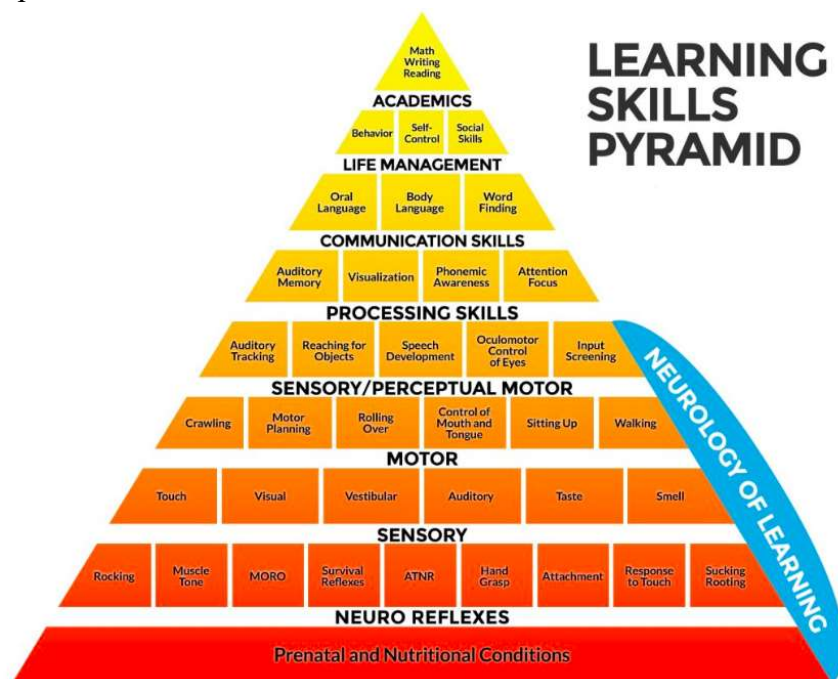 LEARNING
SKILLS
PYRAMID
Math
Writing
Reading
ACADEMICS
Behavior
Self-
Control
Social
Skills
LIFE MANAGEMENT
Oral
Language
Body
Language
Word
Finding
COMMUNICATION SKILLS
Auditory
Memory
Visualization
Phonemic
Awareness
Attention
Focus
PROCESSING SKILLS
Auditory
Tracking
Reaching for
Objects
Speech
Development
Oculomotor
Control
of Eyes
Input
Screening
SENSORY/PERCEPTUAL MOTOR
Crawling
Motor
Planning
Rolling
Over
Control of
Mouth and
Tongue
Sitting Up
Walking
MOTOR
Touch
Visual
Vestibular
Auditory
Taste
Smell
SENSORY
Rocking
Muscle
Tone
MORO
Survival
Reflexes
ATNR
Hand
Grasp
Attachment
Response
to Touch
Sucking
Rooting
NEURO REFLEXES
Prenatal and Nutritional Conditions
NEUROLOGY OF LEARNING